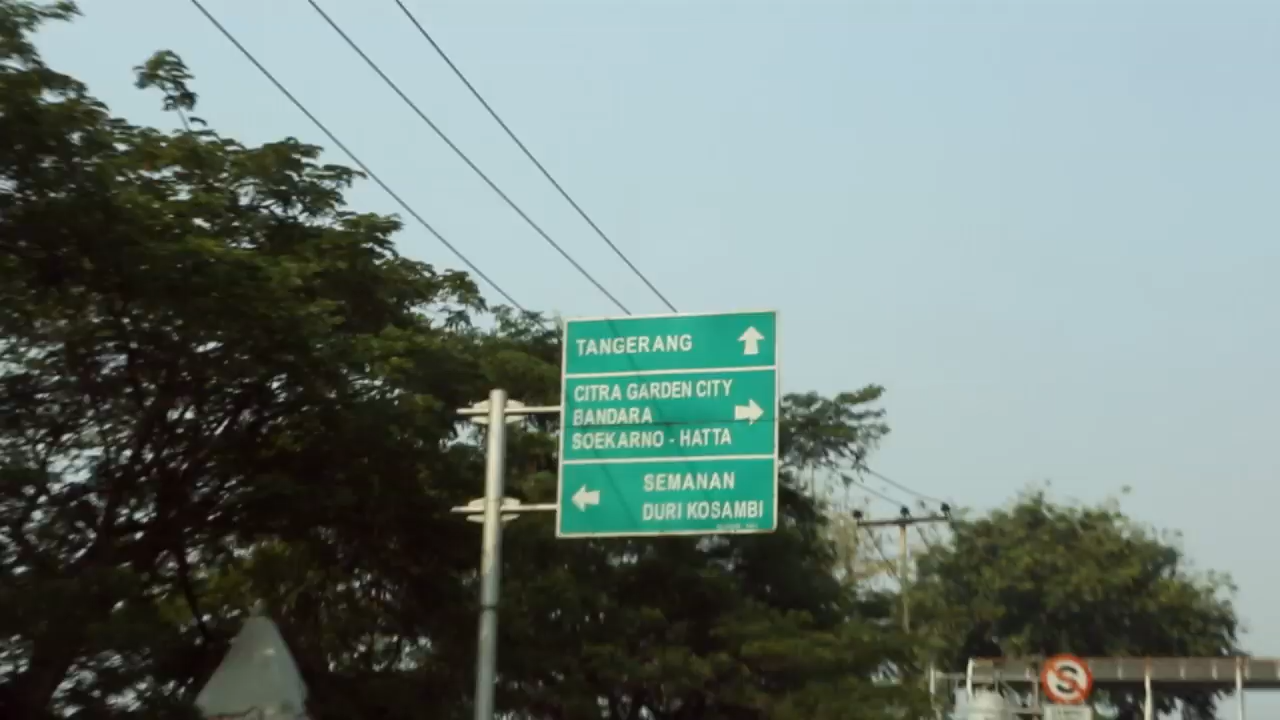 TANGERANG
CITRA GARDEN CITY
BANDARA
SOEKARNO - HATTA
SEMANAN
DURI KOSAMBI
S